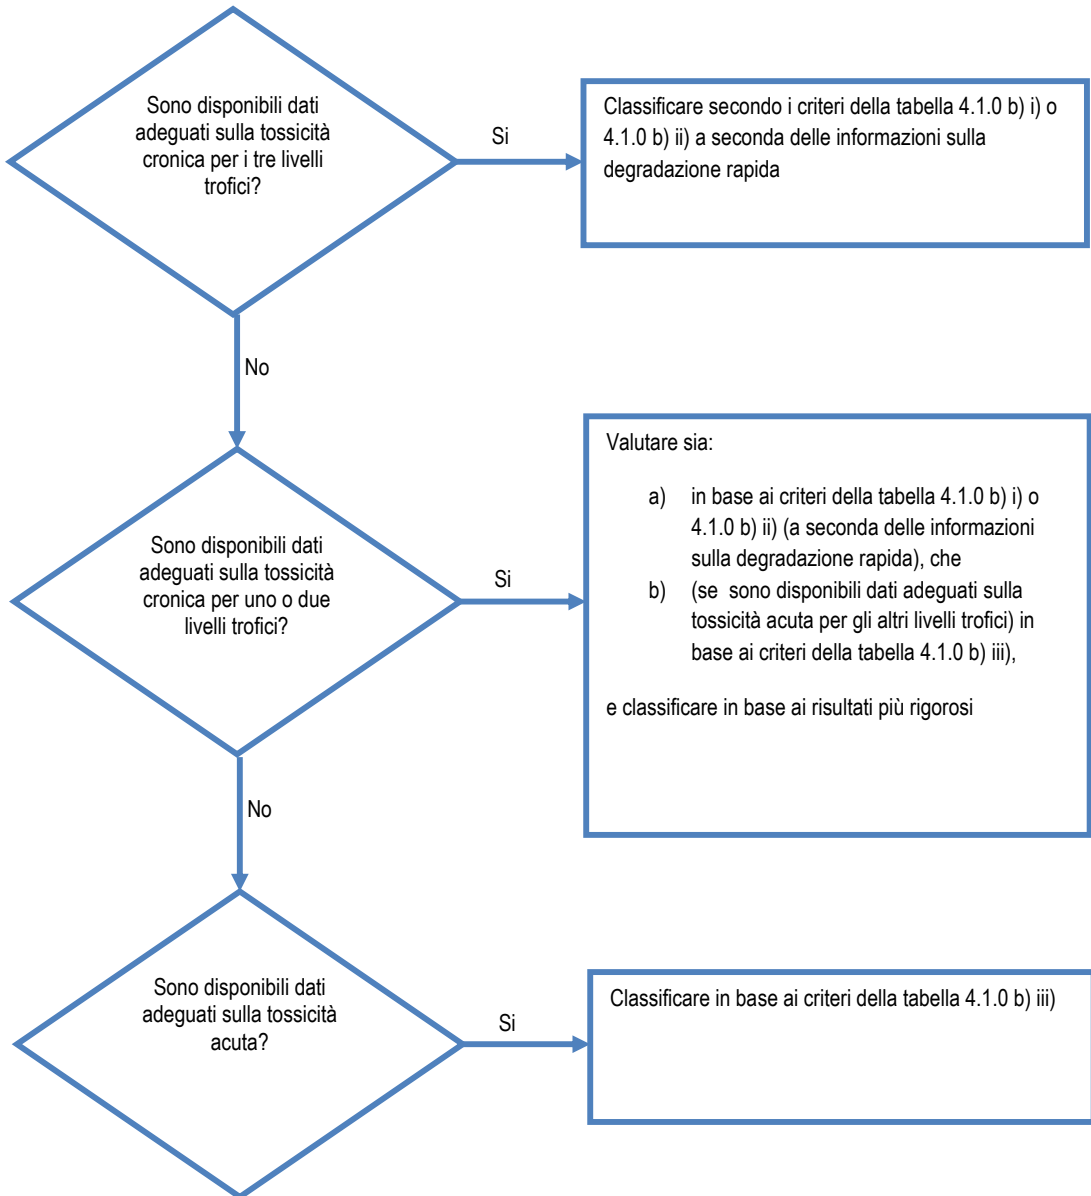 Sono disponibili dati
adeguati sulla tossicità
cronica per i tre livelli
trofici?
Si
Classificare secondo i criteri della tabella 4.1.0 b) i) o
4.1.0 b) ii) a seconda delle informazioni sulla
degradazione rapida
No
Sono disponibili dati
adeguati sulla tossicità
cronica per uno o due
livelli trofici?
Si
Valutare sia:
a) in base ai criteri della tabella 4.1.0 b) i) o
4.1.0 b) ii) (a seconda delle informazioni
sulla degradazione rapida), che
b) (se sono disponibili dati adeguati sulla
tossicità acuta per gli altri livelli trofici) in
base ai criteri della tabella 4.1.0 b) iii),
e classificare in base ai risultati più rigorosi
No
Sono disponibili dati
adeguati sulla tossicità
acuta?
Si
Classificare in base ai criteri della tabella 4.1.0 b) iii)